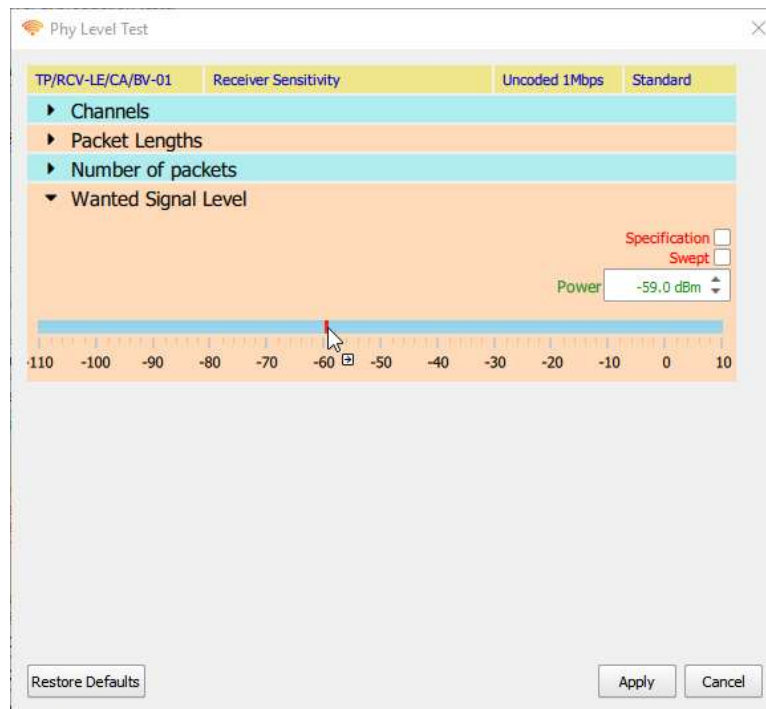 Phy Level Test
TP/RCV-LE/CA/BV-01 Receiver Sensitivity Uncoded 1Mbps Standard
Channels
Packet Lengths
Number of packets
Wanted Signal Level
Specification
Swept
Power -59.0 dBm
-110 -100 -90 -80 -70 -60 -50 -40 -30 -20 -10 0 10
Restore Defaults Apply Cancel